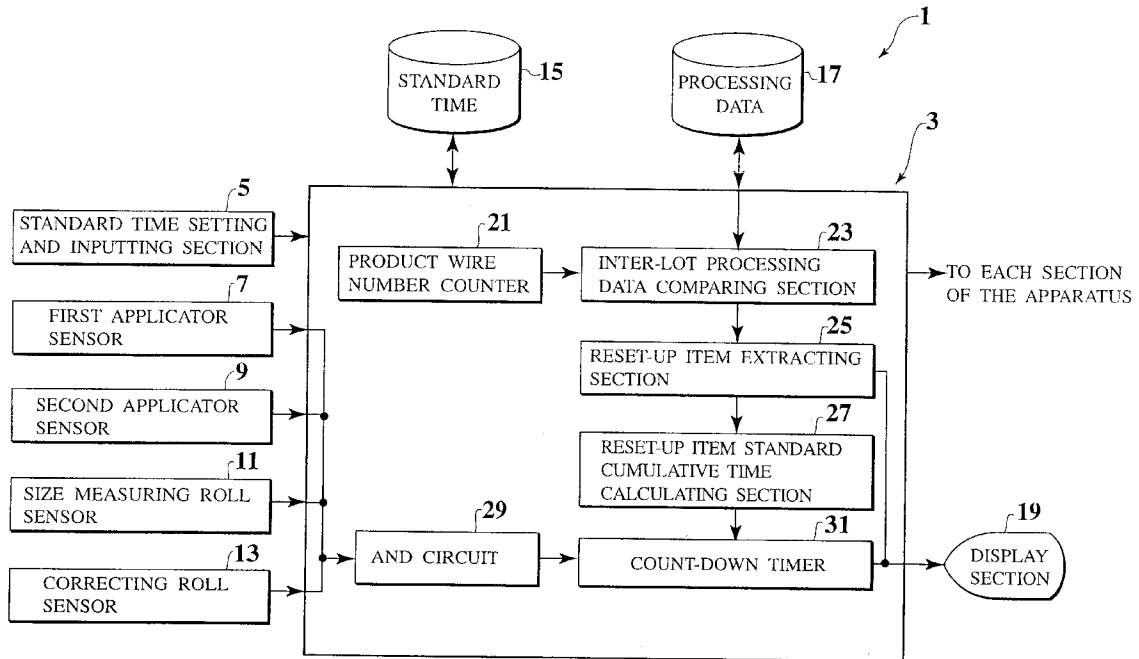 1
STANDARD
TIME
15
PROCESSING
DATA
17
3
5
STANDARD TIME SETTING
AND INPUTTING SECTION
21
PRODUCT WIRE
NUMBER COUNTER
23
INTER-LOT PROCESSING
DATA COMPARING SECTION
TO EACH SECTION
OF THE APPARATUS
7
FIRST APPLICATOR
SENSOR
25
RESET-UP ITEM EXTRACTING
SECTION
9
SECOND APPLICATOR
SENSOR
27
RESET-UP ITEM STANDARD
CUMULATIVE TIME
CALCULATING SECTION
11
SIZE MEASURING ROLL
SENSOR
29
AND CIRCUIT
31
COUNT-DOWN TIMER
19
DISPLAY
SECTION
13
CORRECTING ROLL
SENSOR